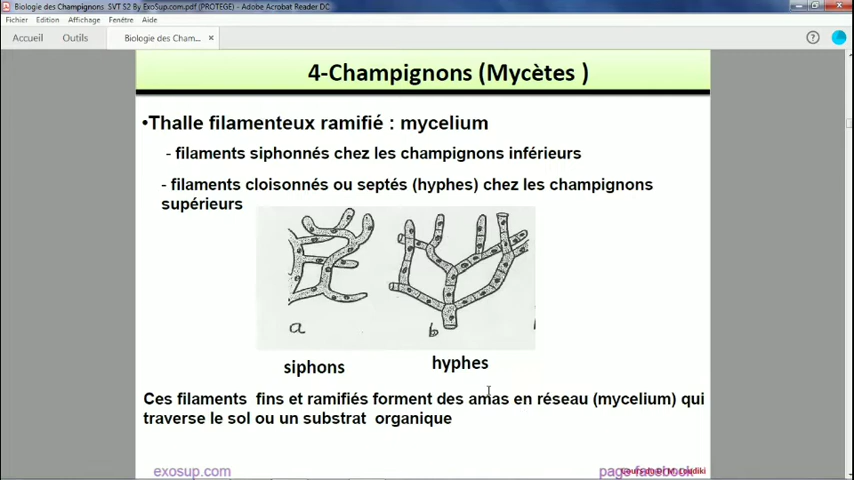 Biologie des Champignons SVT S2 By ExoSup.com.pdf (PROTEGE) - Adobe Acrobat Reader DC
Fichier Edition Affichage Fenêtre Aide
Accueil Outils Biologie des Cham... ×
4-Champignons (Mycètes )
•Thalle filamenteux ramifié : mycelium
- filaments siphonnés chez les champignons inférieurs
- filaments cloisonnés ou septés (hyphes) chez les champignons
supérieurs
a b
siphons hyphes
Ces filaments fins et ramifiés forment des amas en réseau (mycelium) qui
traverse le sol ou un substrat organique
exosup.com page facebook